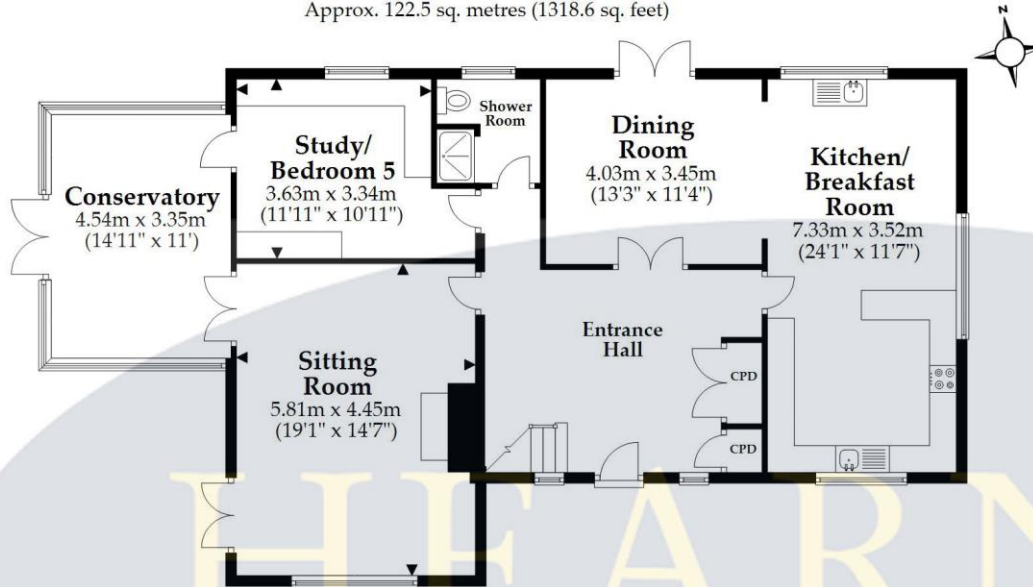 Approx. 122.5 sq. metres (1318.6 sq. feet)
N
Shower
Room
Study/
Bedroom 5
3.63m x 3.34m
(11'11" x 10'11")
Dining
Room
4.03m x 3.45m
(13'3" x 11'4")
Kitchen/
Breakfast
Room
7.33m x 3.52m
(24'1" x 11'7")
Conservatory
4.54m x 3.35m
(14'11" x 11')
Entrance
Hall
Sitting
Room
5.81m x 4.45m
(19'1" x 14'7")
CPD
CPD
HEARN